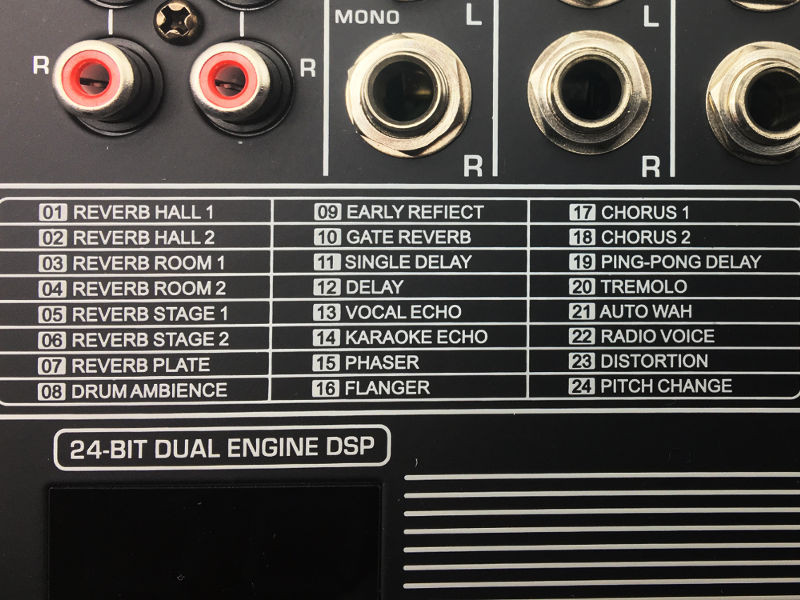 MONO L L
R R
R R
01 REVERB HALL 1
02 REVERB HALL 2
03 REVERB ROOM 1
04 REVERB ROOM 2
05 REVERB STAGE 1
06 REVERB STAGE 2
07 REVERB PLATE
08 DRUM AMBIENCE
09 EARLY REFIECT
10 GATE REVERB
11 SINGLE DELAY
12 DELAY
13 VOCAL ECHO
14 KARAOKE ECHO
15 PHASER
16 FLANGER
17 CHORUS 1
18 CHORUS 2
19 PING-PONG DELAY
20 TREMOLO
21 AUTO WAH
22 RADIO VOICE
23 DISTORTION
24 PITCH CHANGE
24-BIT DUAL ENGINE DSP